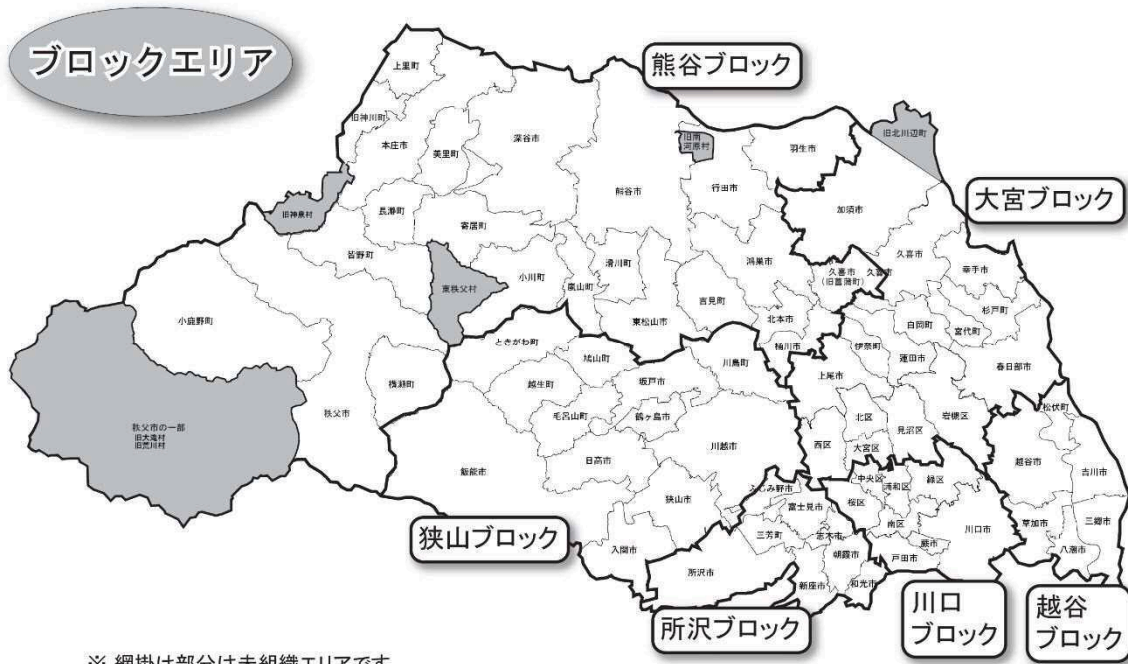 ブロックエリア
熊谷ブロック
上里町
旧神川町
本庄市
美里町
深谷市
熊谷市
旧南
河原村
行田市
羽生市
旧北川辺町
加須市
大宮ブロック
旧神泉村
長瀞町
寄居町
皆野町
東秩父村
小川町
嵐山町
滑川町
東松山市
吉見町
鴻巣市
北本市
桶川市
久喜市
(旧菖蒲町)
久喜市
久喜市
幸手市
杉戸町
宮代町
白岡町
伊奈町
蓮田市
春日部市
上尾市
小鹿野町
秩父市の一部
旧大滝村
旧荒川村
秩父市
横瀬町
ときがわ町
鳩山町
越生町
坂戸市
川島町
毛呂山町
鶴ヶ島市
日高市
川越市
飯能市
狭山市
入間市
西区
北区
大宮区
見沼区
岩槻区
松伏町
越谷市
吉川市
草加市
三郷市
八潮市
中央区
浦和区
緑区
桜区
南区
川口市
蕨市
戸田市
ふじみ野市
富士見市
三芳町
志木市
朝霞市
所沢市
新座市
和光市
狭山ブロック
所沢ブロック
川口
ブロック
越谷
ブロック
※ 網掛け部分は未組織エリアです